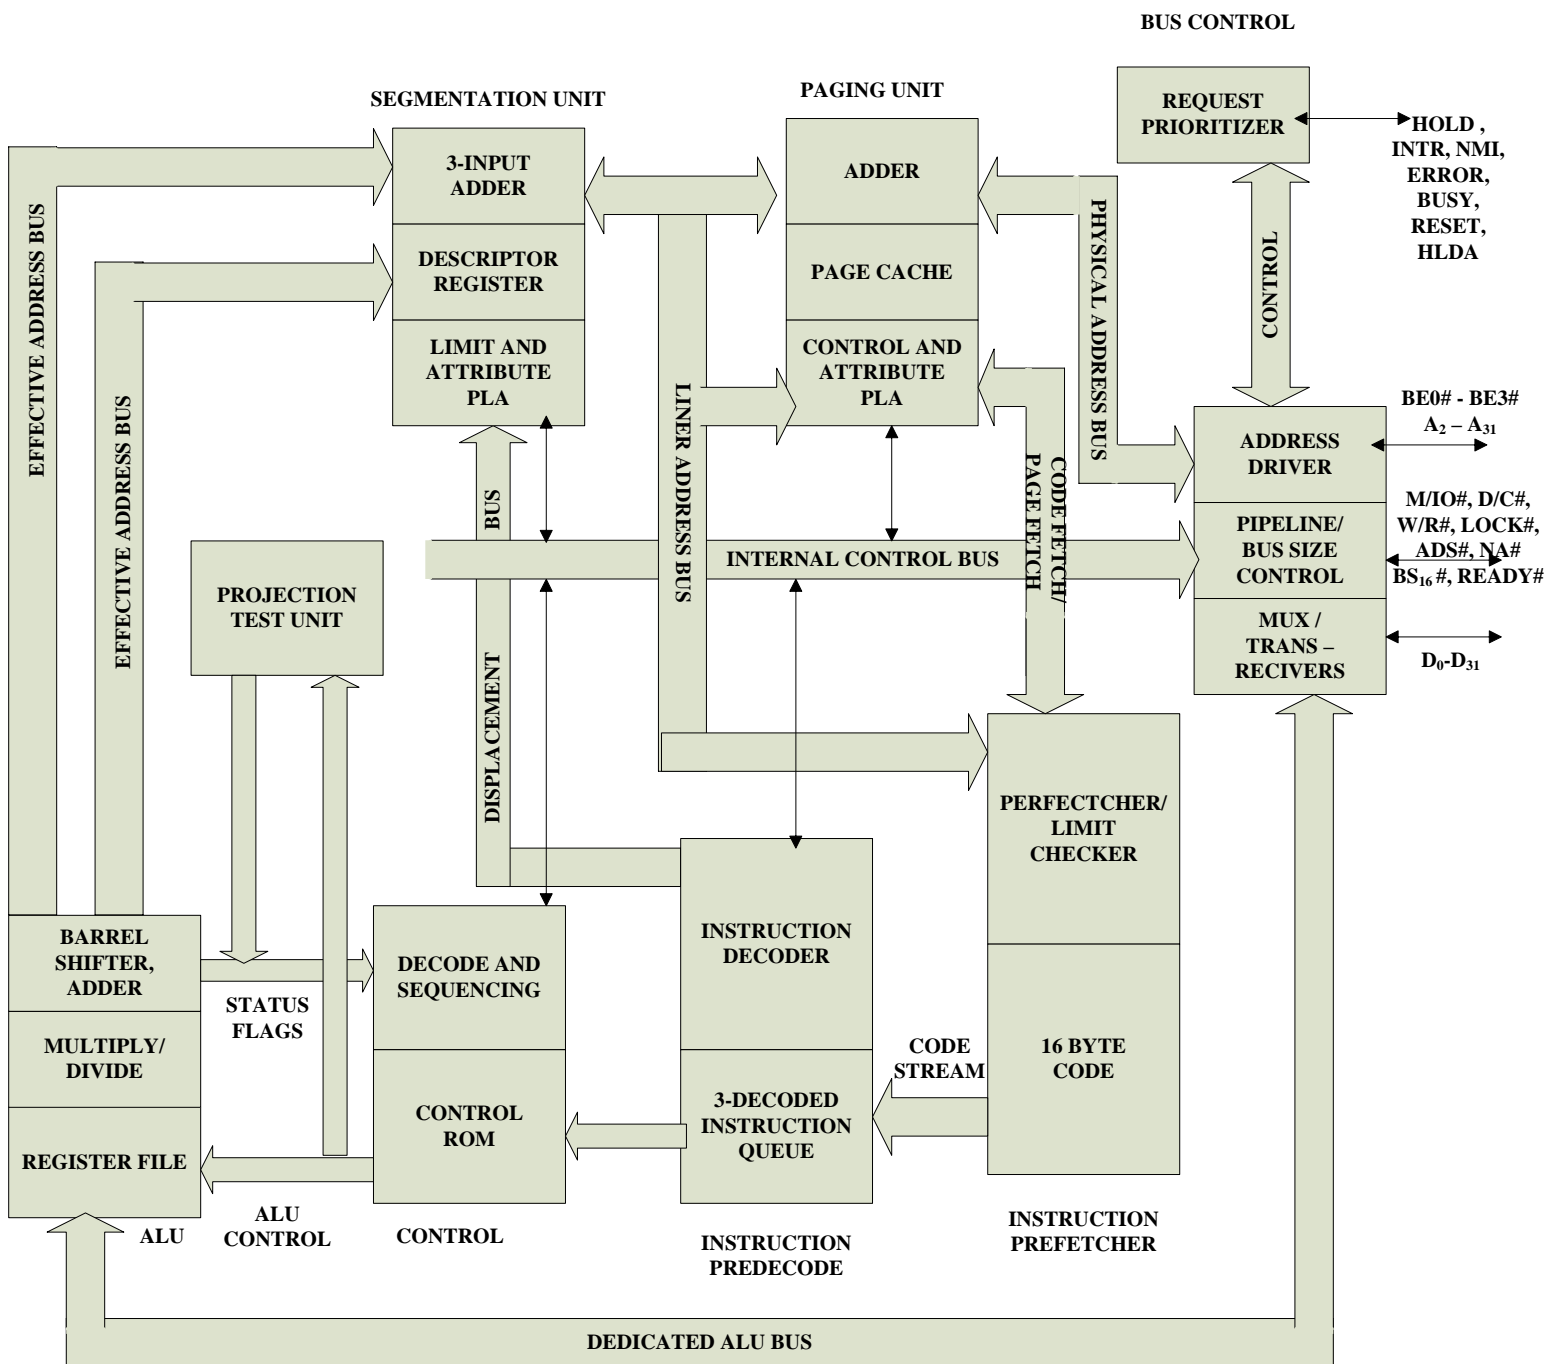 BUS CONTROL
SEGMENTATION UNIT
PAGING UNIT
REQUEST
PRIORITIZER
HOLD ,
INTR, NMI,
ERROR,
BUSY,
RESET,
HLDA
3-INPUT
ADDER
DESCRIPTOR
REGISTER
LIMIT AND
ATTRIBUTE
PLA
ADDER
PAGE CACHE
CONTROL AND
ATTRIBUTE
PLA
EFFECTIVE ADDRESS BUS
EFFECTIVE ADDRESS BUS
PHYSICAL ADDRESS BUS
CONTROL
LINER ADDRESS BUS
BUS
DISPLACEMENT
CODE FETCH/
PAGE FETCH
INTERNAL CONTROL BUS
ADDRESS
DRIVER
BE0# - BE3#
A2 – A31
PIPELINE/
BUS SIZE
CONTROL
M/IO#, D/C#,
W/R#, LOCK#,
ADS#, NA#
BS16 #, READY#
MUX /
TRANS –
RECIVERS
D0-D31
PROJECTION
TEST UNIT
PERFECTCHER/
LIMIT
CHECKER
16 BYTE
CODE
BARREL
SHIFTER,
ADDER
MULTIPLY/
DIVIDE
REGISTER FILE
STATUS
FLAGS
DECODE AND
SEQUENCING
CONTROL
ROM
INSTRUCTION
DECODER
3-DECODED
INSTRUCTION
QUEUE
CODE
STREAM
ALU
ALU
CONTROL
CONTROL
INSTRUCTION
PREDECODE
INSTRUCTION
PREFETCHER
DEDICATED ALU BUS